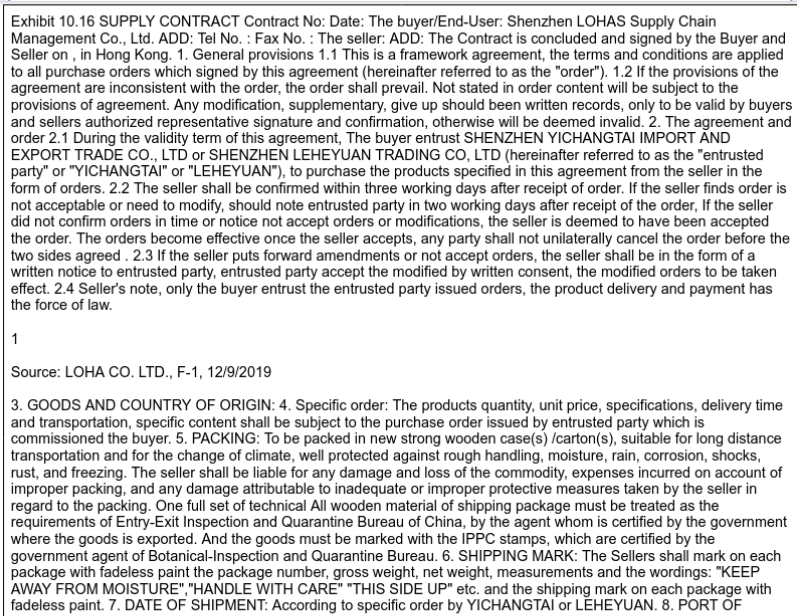 Exhibit 10.16 SUPPLY CONTRACT Contract No: Date: The buyer/End-User: Shenzhen LOHAS Supply Chain
Management Co., Ltd. ADD: Tel No. : Fax No. : The seller: ADD: The Contract is concluded and signed by the Buyer and
Seller on , in Hong Kong. 1. General provisions 1.1 This is a framework agreement, the terms and conditions are applied
to all purchase orders which signed by this agreement (hereinafter referred to as the "order"). 1.2 If the provisions of the
agreement are inconsistent with the order, the order shall prevail. Not stated in order content will be subject to the
provisions of agreement. Any modification, supplementary, give up should been written records, only to be valid by buyers
and sellers authorized representative signature and confirmation, otherwise will be deemed invalid. 2. The agreement and
order 2.1 During the validity term of this agreement, The buyer entrust SHENZHEN YICHANGTAI IMPORT AND
EXPORT TRADE CO., LTD or SHENZHEN LEHEYUAN TRADING CO, LTD (hereinafter referred to as the "entrusted
party" or "YICHANGTAI" or "LEHEYUAN"), to purchase the products specified in this agreement from the seller in the
form of orders. 2.2 The seller shall be confirmed within three working days after receipt of order. If the seller finds order is
not acceptable or need to modify, should note entrusted party in two working days after receipt of the order, If the seller
did not confirm orders in time or notice not accept orders or modifications, the seller is deemed to have been accepted
the order. The orders become effective once the seller accepts, any party shall not unilaterally cancel the order before the
two sides agreed . 2.3 If the seller puts forward amendments or not accept orders, the seller shall be in the form of a
written notice to entrusted party, entrusted party accept the modified by written consent, the modified orders to be taken
effect. 2.4 Seller's note, only the buyer entrust the entrusted party issued orders, the product delivery and payment has
the force of law.
1
Source: LOHA CO. LTD., F-1, 12/9/2019
3. GOODS AND COUNTRY OF ORIGIN: 4. Specific order: The products quantity, unit price, specifications, delivery time
and transportation, specific content shall be subject to the purchase order issued by entrusted party which is
commissioned the buyer. 5. PACKING: To be packed in new strong wooden case(s) /carton(s), suitable for long distance
transportation and for the change of climate, well protected against rough handling, moisture, rain, corrosion, shocks,
rust, and freezing. The seller shall be liable for any damage and loss of the commodity, expenses incurred on account of
improper packing, and any damage attributable to inadequate or improper protective measures taken by the seller in
regard to the packing. One full set of technical All wooden material of shipping package must be treated as the
requirements of Entry-Exit Inspection and Quarantine Bureau of China, by the agent whom is certified by the government
where the goods is exported. And the goods must be marked with the IPPC stamps, which are certified by the
government agent of Botanical-Inspection and Quarantine Bureau. 6. SHIPPING MARK: The Sellers shall mark on each
package with fadeless paint the package number, gross weight, net weight, measurements and the wordings: "KEEP
AWAY FROM MOISTURE","HANDLE WITH CARE" "THIS SIDE UP" etc. and the shipping mark on each package with
fadeless paint. 7. DATE OF SHIPMENT: According to specific order by YICHANGTAI or LEHEYUAN. 8. PORT OF